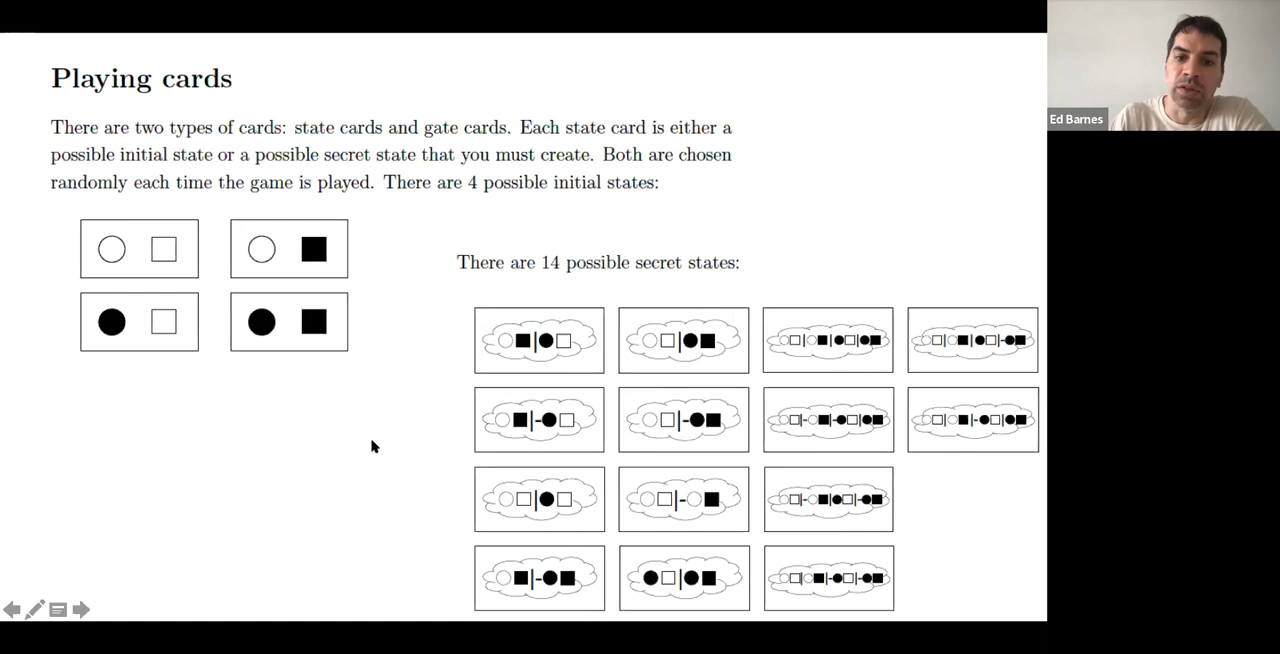 Playing cards
There are two types of cards: state cards and gate cards. Each state card is either a
possible initial state or a possible secret state that you must create. Both are chosen
randomly each time the game is played. There are 4 possible initial states:
There are 14 possible secret states:
Ed Barnes